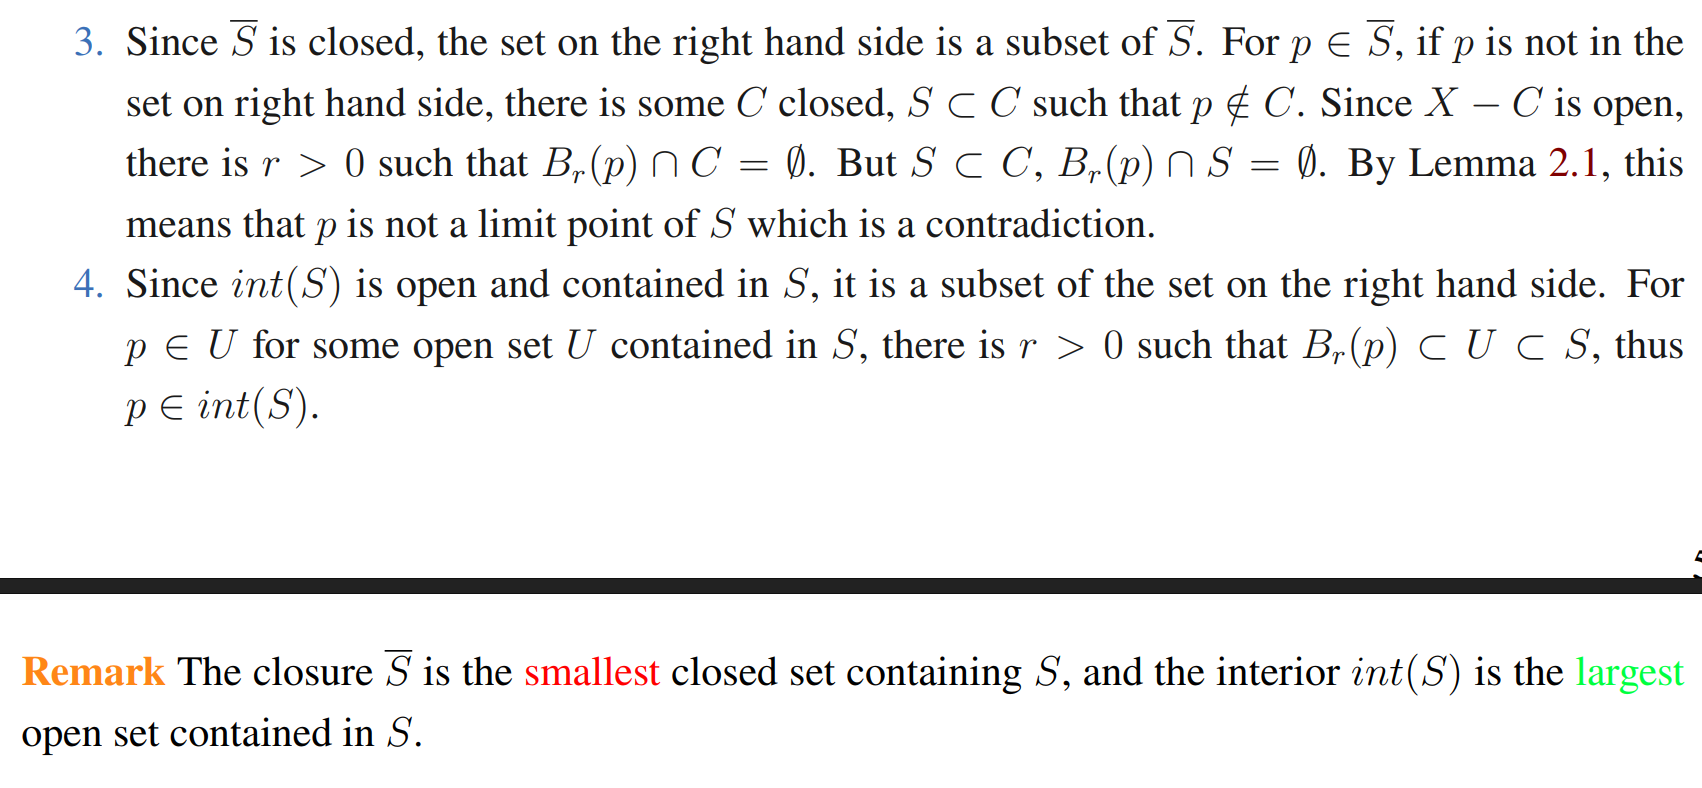 3. Since $\overline{S}$ is closed, the set on the right hand side is a subset of $\overline{S}$. For $p \in \overline{S}$, if $p$ is not in the
set on right hand side, there is some $C$ closed, $S \subset C$ such that $p \notin C$. Since $X - C$ is open,
there is $r > 0$ such that $B_r(p) \cap C = \emptyset$. But $S \subset C$, $B_r(p) \cap S = \emptyset$. By Lemma 2.1, this
means that $p$ is not a limit point of $S$ which is a contradiction.
4. Since $int(S)$ is open and contained in $S$, it is a subset of the set on the right hand side. For
$p \in U$ for some open set $U$ contained in $S$, there is $r > 0$ such that $B_r(p) \subset U \subset S$, thus
$p \in int(S)$.
Remark The closure $\overline{S}$ is the smallest closed set containing $S$, and the interior $int(S)$ is the largest
open set contained in $S$.